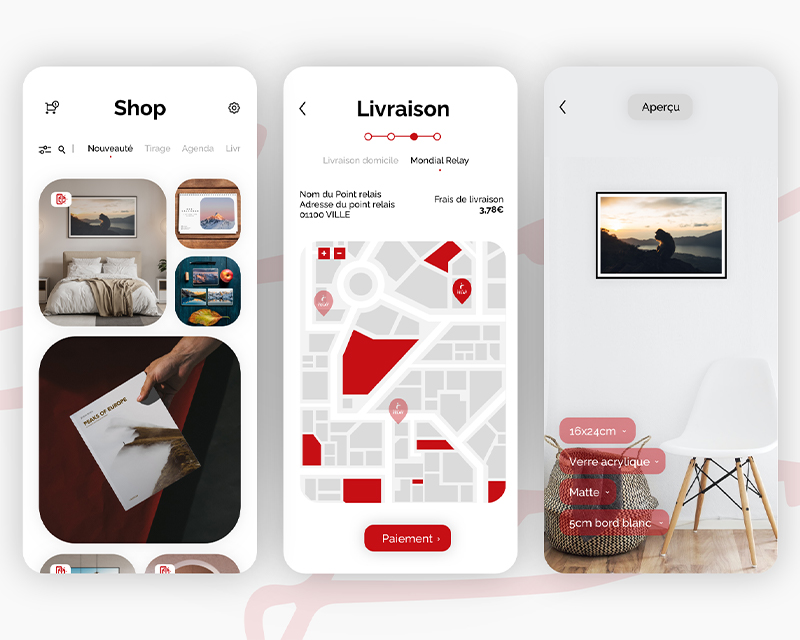 Shop
Nouveauté
Tirage
Agenda
Livr
PEAKS OF EUROPE
Livraison
Livraison domicile
Mondial Relay
Nom du Point relais
Adresse du point relais
01100 VILLE
Frais de livraison
3,78€
+
−
Paiement ›
Aperçu
16x24cm
Verre acrylique
Matte
5cm bord blanc